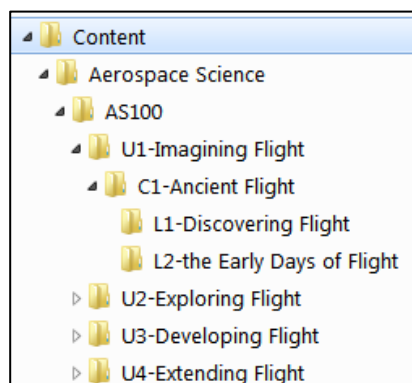 Content
Aerospace Science
AS100
U1-Imagining Flight
C1-Ancient Flight
L1-Discovering Flight
L2-the Early Days of Flight
U2-Exploring Flight
U3-Developing Flight
U4-Extending Flight